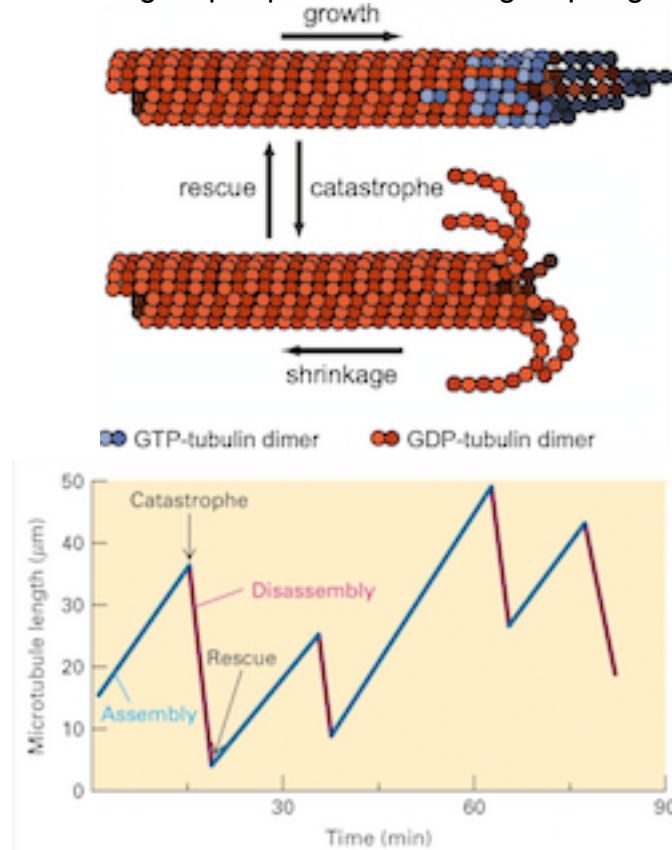 growth
rescue
catastrophe
shrinkage
GTP-tubulin dimer
GDP-tubulin dimer
50
Catastrophe
40
Disassembly
30
Rescue
20
Assembly
10
0
30
60
90
Microtubule length (μm)
Time (min)